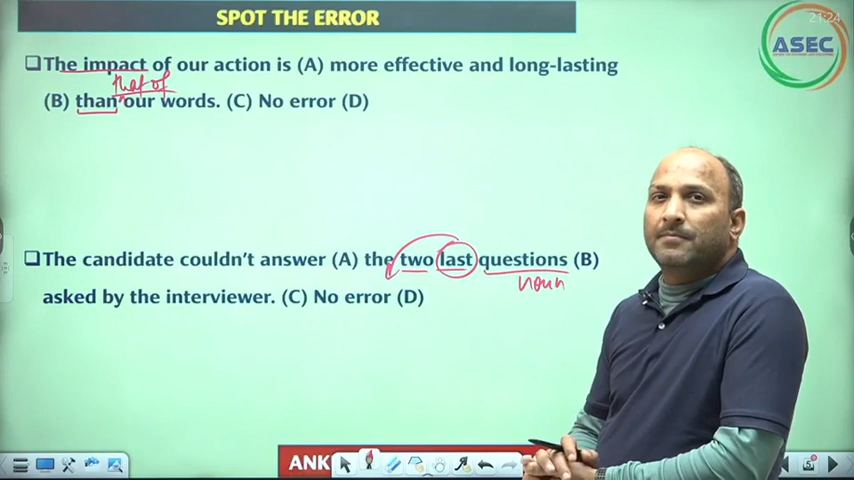 SPOT THE ERROR
21:24
ASEC
❑The impact of our action is (A) more effective and long-lasting
that of
(B) than our words. (C) No error (D)
❑The candidate couldn't answer (A) the two last questions (B)
noun
asked by the interviewer. (C) No error (D)
ANK